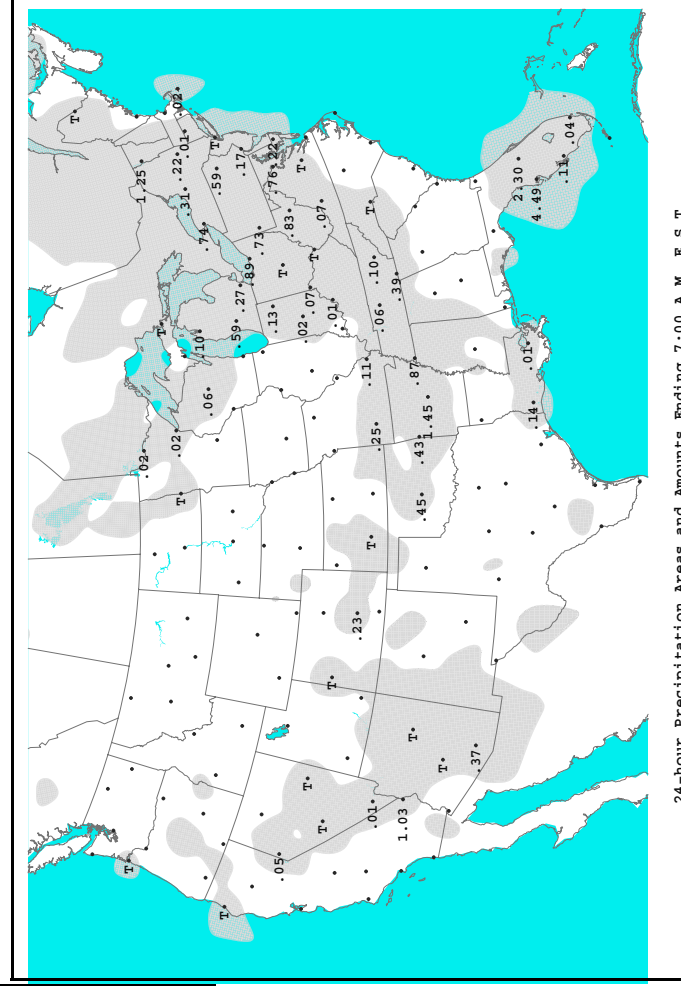 T
T
.02
1.25
T
.02
.22
.02
T
.31
.01
.10
.74
.06
.59
T
T
.59
.27
.17
.89
.73
.13
.76
.22
.05
T
.83
.02
T
T
.07
T
.07
T
.01
T
.23
.11
T
T
.01
.10
.25
.06
.39
1.03
T
.87
.43
.45
1.45
T
.37
2.30
.01
.14
4.49
.11
.04
24-hour Precipitation Areas and Amounts Ending 7:00 A.M. E.S.T